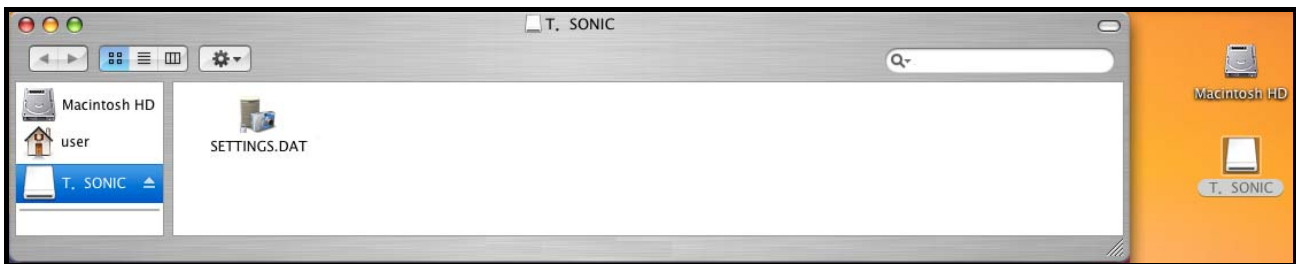 T. SONIC
Macintosh HD
user
T. SONIC
SETTINGS.DAT
Macintosh HD
T. SONIC